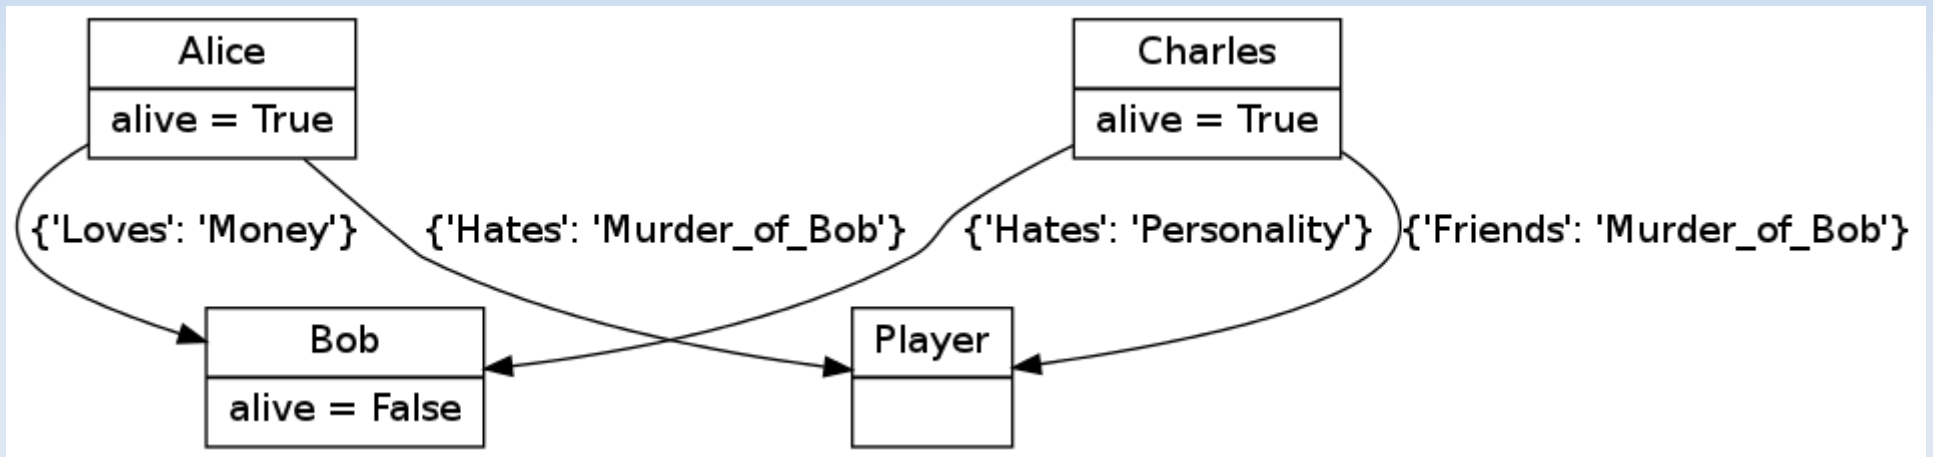 Alice
alive = True
Charles
alive = True
{'Loves': 'Money'}
{'Hates': 'Murder_of_Bob'}
{'Hates': 'Personality'}
{'Friends': 'Murder_of_Bob'}
Bob
alive = False
Player